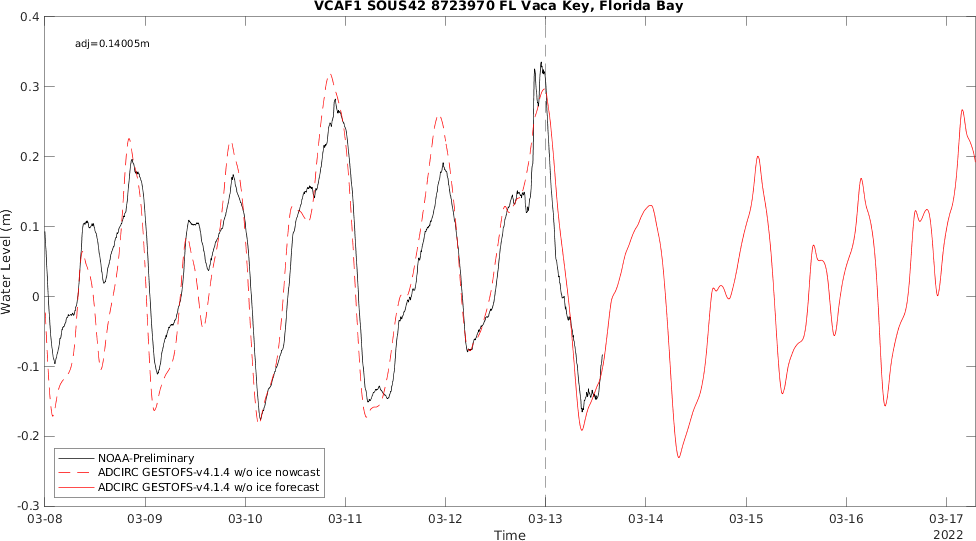 VCAF1 SOUS42 8723970 FL Vaca Key, Florida Bay
adj=0.14005m
0.4
0.3
0.2
0.1
0
-0.1
-0.2
-0.3
Water Level (m)
NOAA-Preliminary
ADCIRC GESTOFS-v4.1.4 w/o ice nowcast
ADCIRC GESTOFS-v4.1.4 w/o ice forecast
03-08 03-09 03-10 03-11 03-12 03-13 03-14 03-15 03-16 03-17
Time
2022